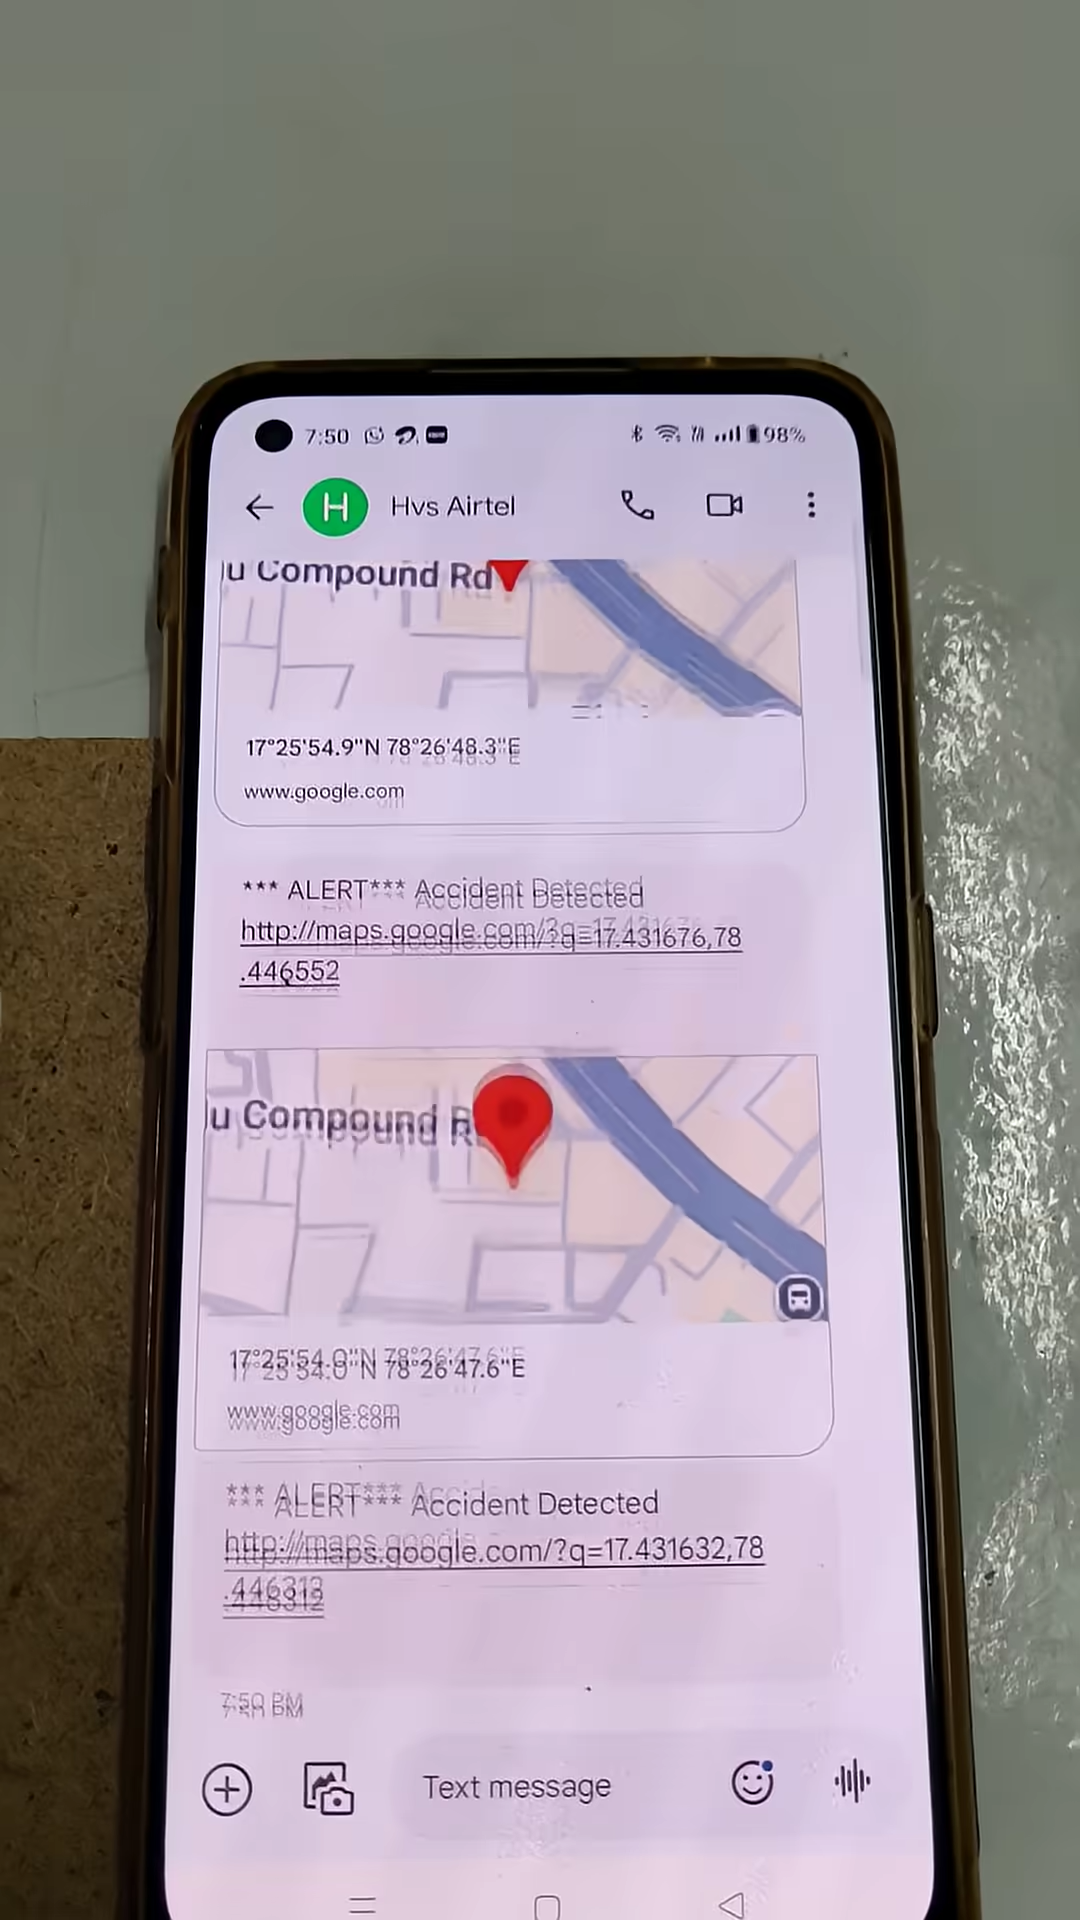 7:50
98%
H
Hvs Airtel
u Compound Rd
17°25'54.9"N 78°26'48.3"E
www.google.com
*** ALERT*** Accident Detected
http://maps.google.com/?q=17.431676,78
.446552
u Compound R
17°25'54.0"N 78°26'47.6"E
www.google.com
*** ALERT*** Accident Detected
http://maps.google.com/?q=17.431632,78
7:50 PM
Text message